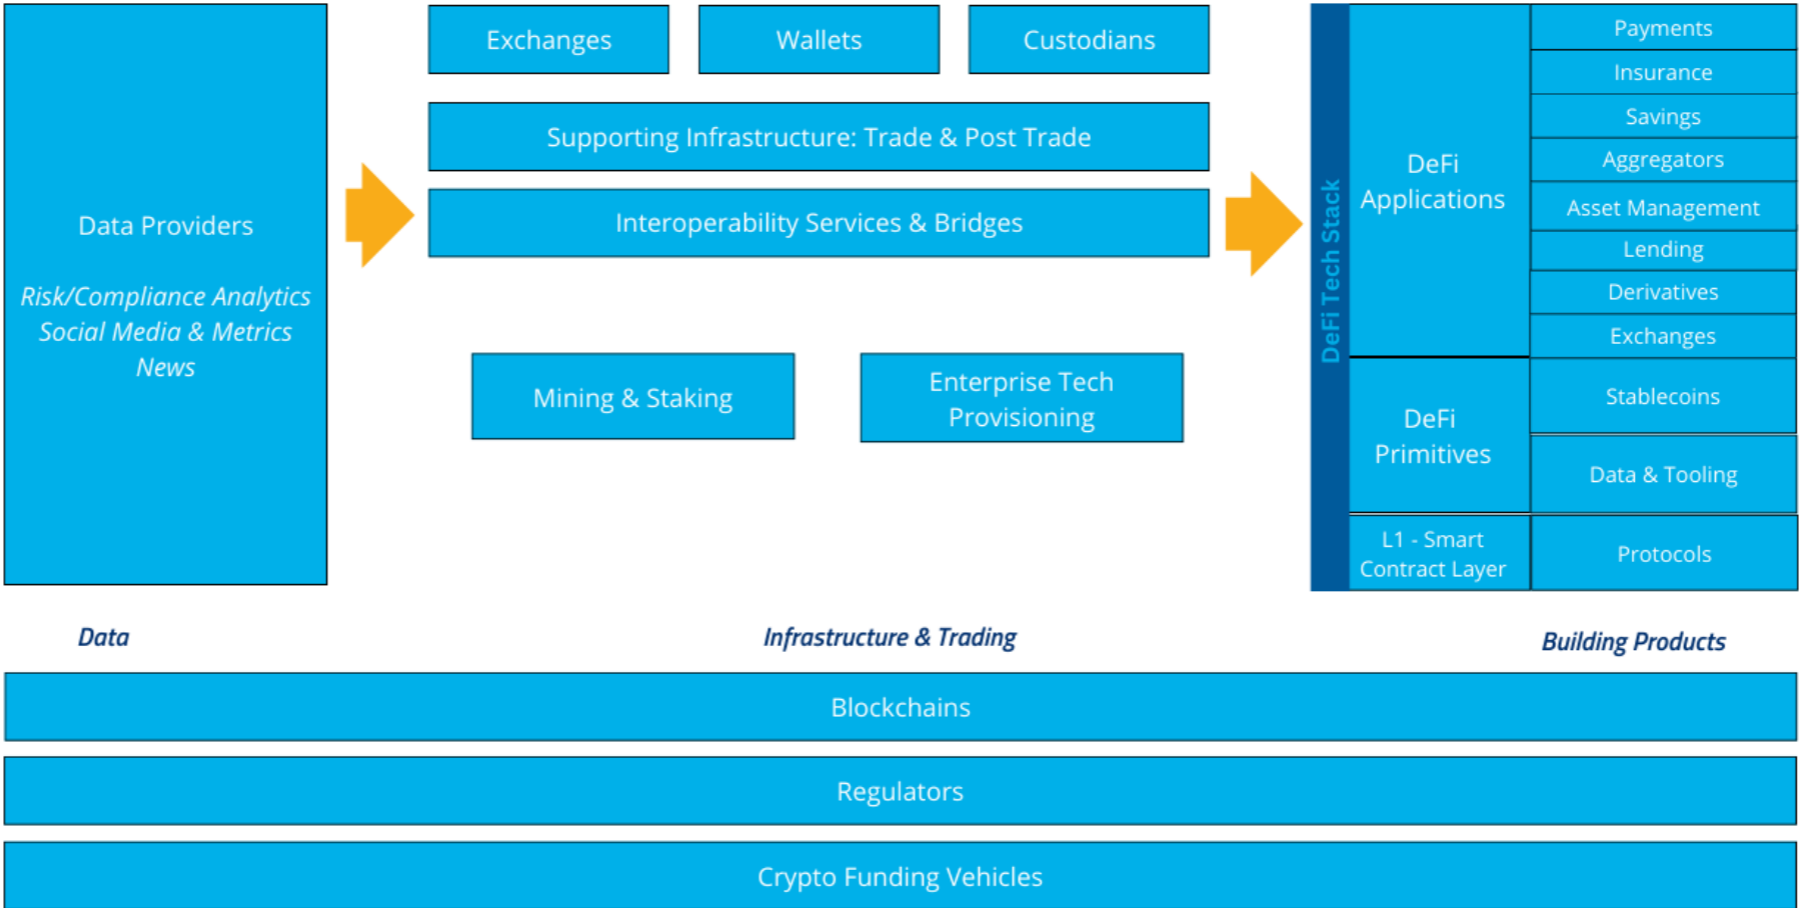 Data Providers
Risk/Compliance Analytics
Social Media & Metrics
News
Exchanges
Wallets
Custodians
Supporting Infrastructure: Trade & Post Trade
Interoperability Services & Bridges
Mining & Staking
Enterprise Tech
Provisioning
DeFi Tech Stack
DeFi
Applications
Payments
Insurance
Savings
Aggregators
Asset Management
Lending
Derivatives
Exchanges
DeFi
Primitives
Stablecoins
Data & Tooling
L1 - Smart
Contract Layer
Protocols
Data
Infrastructure & Trading
Building Products
Blockchains
Regulators
Crypto Funding Vehicles